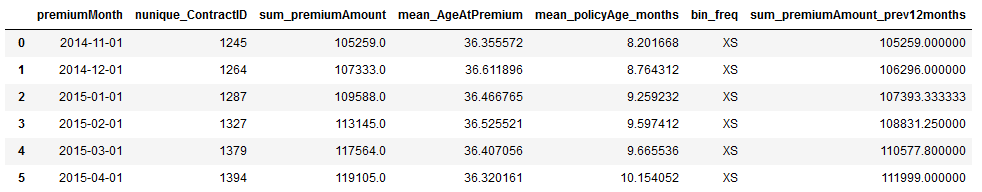 premiumMonth nunique_ContractID sum_premiumAmount mean_AgeAtPremium mean_policyAge_months bin_freq sum_premiumAmount_prev12months
0 2014-11-01 1245 105259.0 36.355572 8.201668 XS 105259.000000
1 2014-12-01 1264 107333.0 36.611896 8.764312 XS 106296.000000
2 2015-01-01 1287 109588.0 36.466765 9.259232 XS 107393.333333
3 2015-02-01 1327 113145.0 36.525521 9.597412 XS 108831.250000
4 2015-03-01 1379 117564.0 36.407056 9.665536 XS 110577.800000
5 2015-04-01 1394 119105.0 36.320161 10.154052 XS 111999.000000